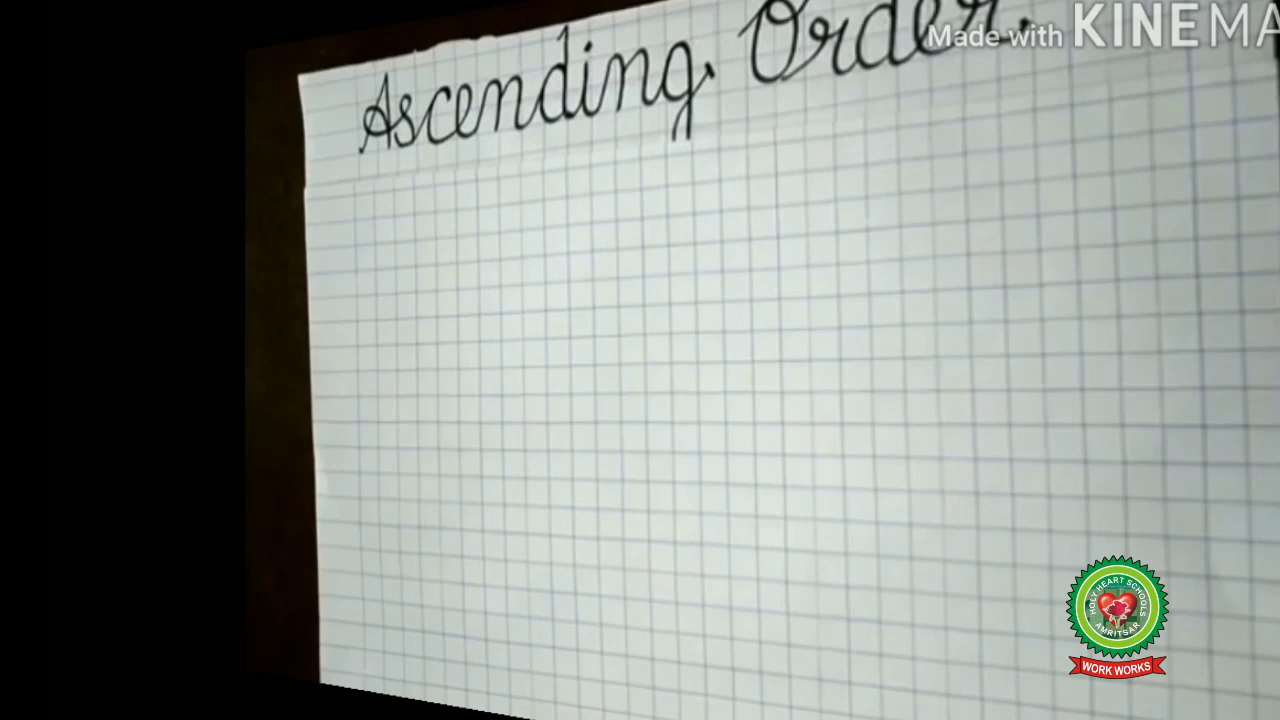 Ascending Order.
Made with KINEMA
HOLY HEART SCHOOLS
AMRITSAR
WORK WORKS